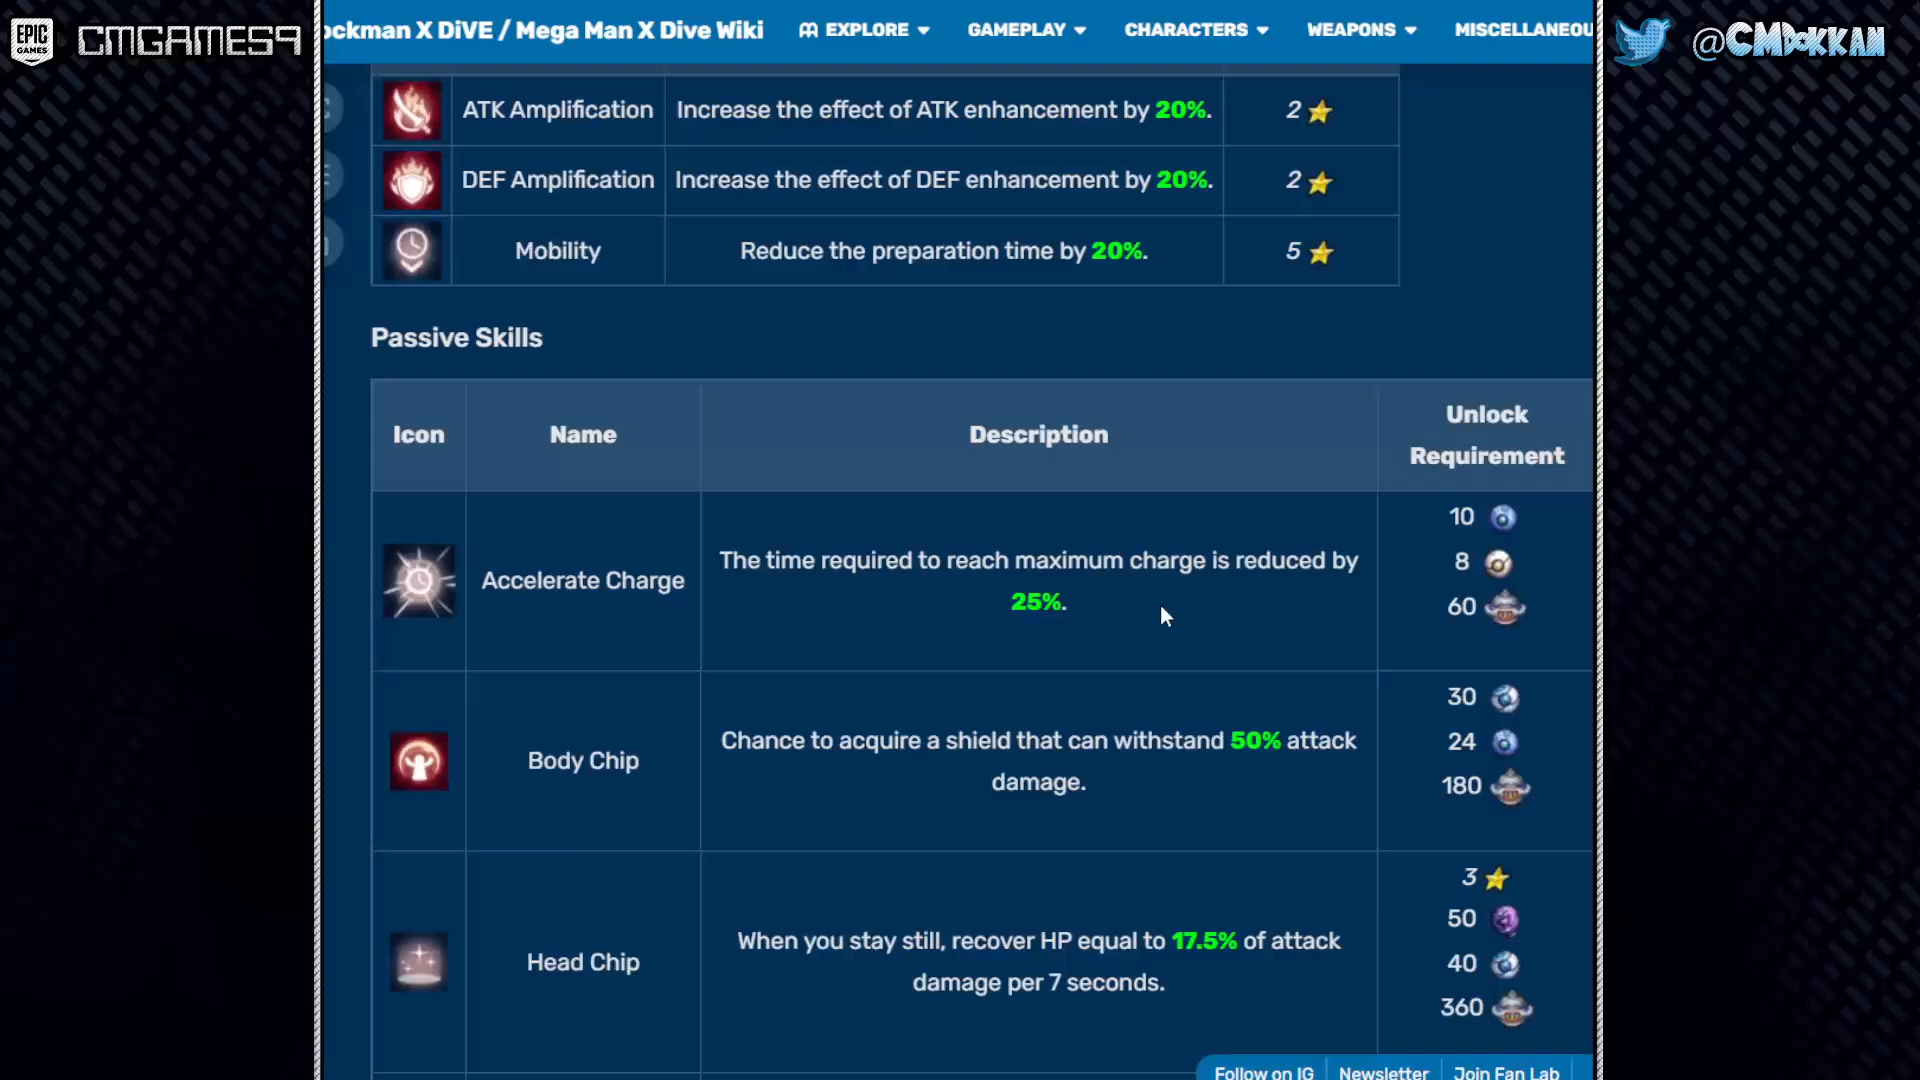 EPIC
GAMES
CMGAMES9
ockman X DiVE / Mega Man X Dive Wiki
EXPLORE
GAMEPLAY
CHARACTERS
WEAPONS
MISCELLANEOU
@CMDOKKAN
ATK Amplification
Increase the effect of ATK enhancement by 20%.
2
DEF Amplification
Increase the effect of DEF enhancement by 20%.
2
Mobility
Reduce the preparation time by 20%.
5
Passive Skills
Icon
Name
Description
Unlock
Requirement
Accelerate Charge
The time required to reach maximum charge is reduced by
25%.
10
8
60
Body Chip
Chance to acquire a shield that can withstand 50% attack
damage.
30
24
180
Head Chip
When you stay still, recover HP equal to 17.5% of attack
damage per 7 seconds.
3
50
40
360
Follow on IG
Newsletter
Join Fan Lab